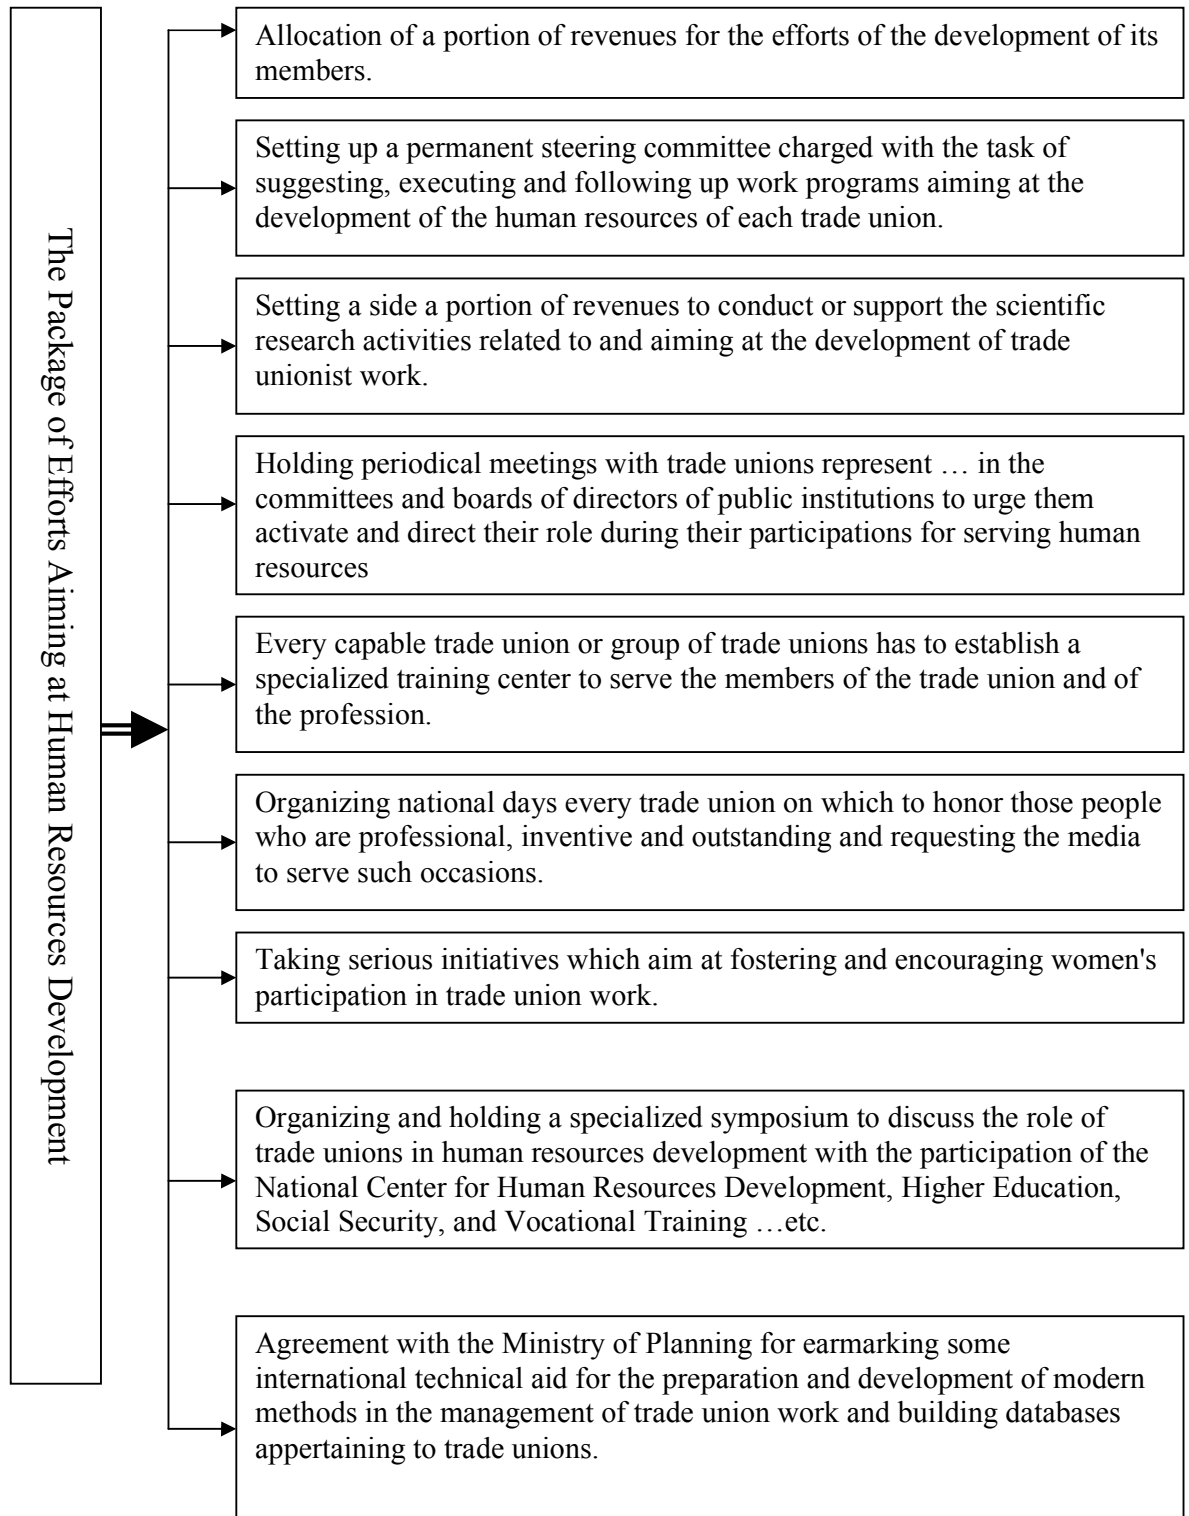 The Package of Efforts Aiming at Human Resources Development
Allocation of a portion of revenues for the efforts of the development of its
members.
Setting up a permanent steering committee charged with the task of
suggesting, executing and following up work programs aiming at the
development of the human resources of each trade union.
Setting a side a portion of revenues to conduct or support the scientific
research activities related to and aiming at the development of trade
unionist work.
Holding periodical meetings with trade unions represent … in the
committees and boards of directors of public institutions to urge them
activate and direct their role during their participations for serving human
resources
Every capable trade union or group of trade unions has to establish a
specialized training center to serve the members of the trade union and of
the profession.
Organizing national days every trade union on which to honor those people
who are professional, inventive and outstanding and requesting the media
to serve such occasions.
Taking serious initiatives which aim at fostering and encouraging women's
participation in trade union work.
Organizing and holding a specialized symposium to discuss the role of
trade unions in human resources development with the participation of the
National Center for Human Resources Development, Higher Education,
Social Security, and Vocational Training …etc.
Agreement with the Ministry of Planning for earmarking some
international technical aid for the preparation and development of modern
methods in the management of trade union work and building databases
appertaining to trade unions.